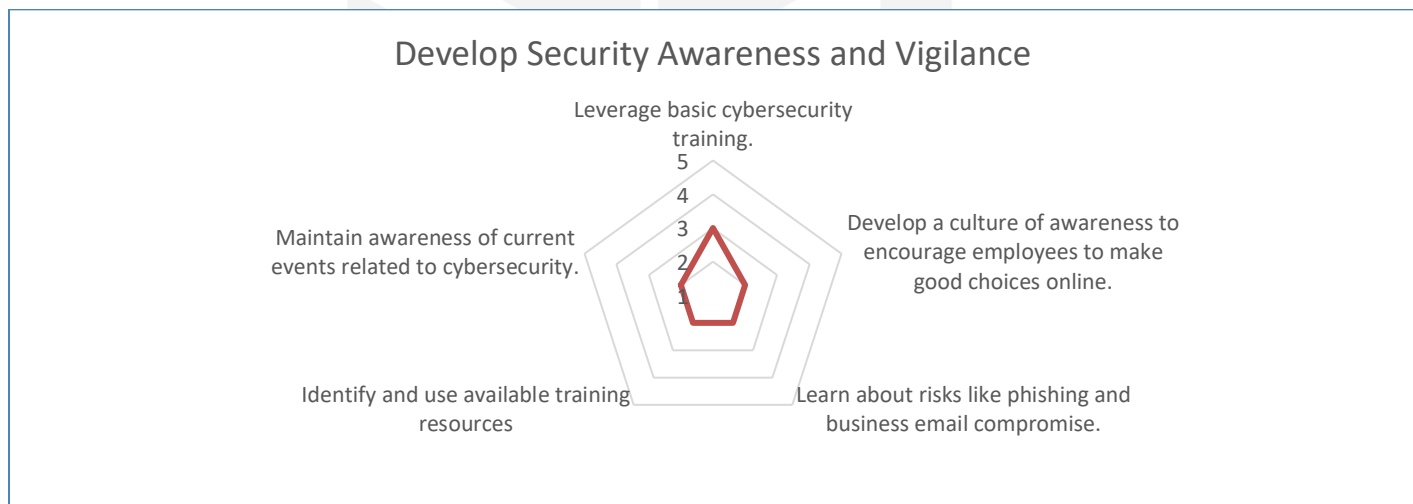 Develop Security Awareness and Vigilance
Leverage basic cybersecurity
training.
5
4
3
2
1
Develop a culture of awareness to
encourage employees to make
good choices online.
Learn about risks like phishing and
business email compromise.
Identify and use available training
resources
Maintain awareness of current
events related to cybersecurity.